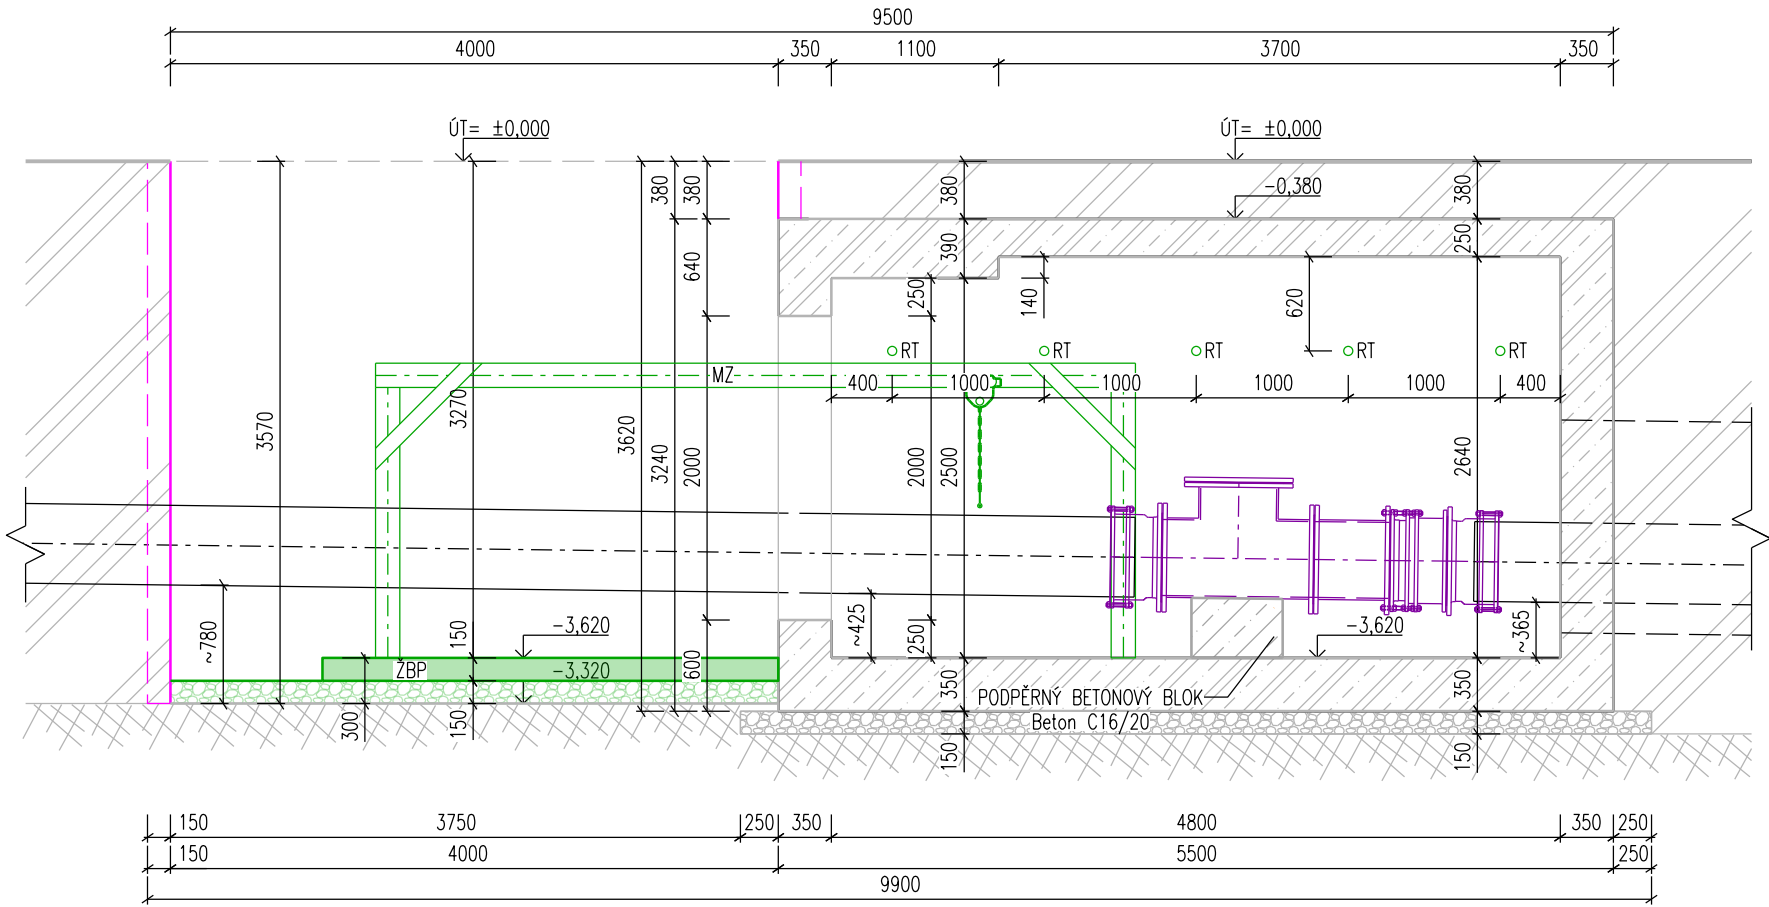 9500
4000 350 1100 3700 350
ÚT= ±0,000 ÚT= ±0,000
380 380 380 -0,380 380
640 390 250
250 140 620
RT RT RT RT RT
MZ
400 1000 1000 1000 1000 400
3570 3270 3620 3240 2000 2000 2500 2640
~780 150 -3,620 600 250 ~425 -3,620 ~365
ŽBP -3,320
350 PODPĚRNÝ BETONOVÝ BLOK 350
Beton C16/20
300 150 150 150
150 3750 250 350 4800 350 250
150 4000 5500 250
9900